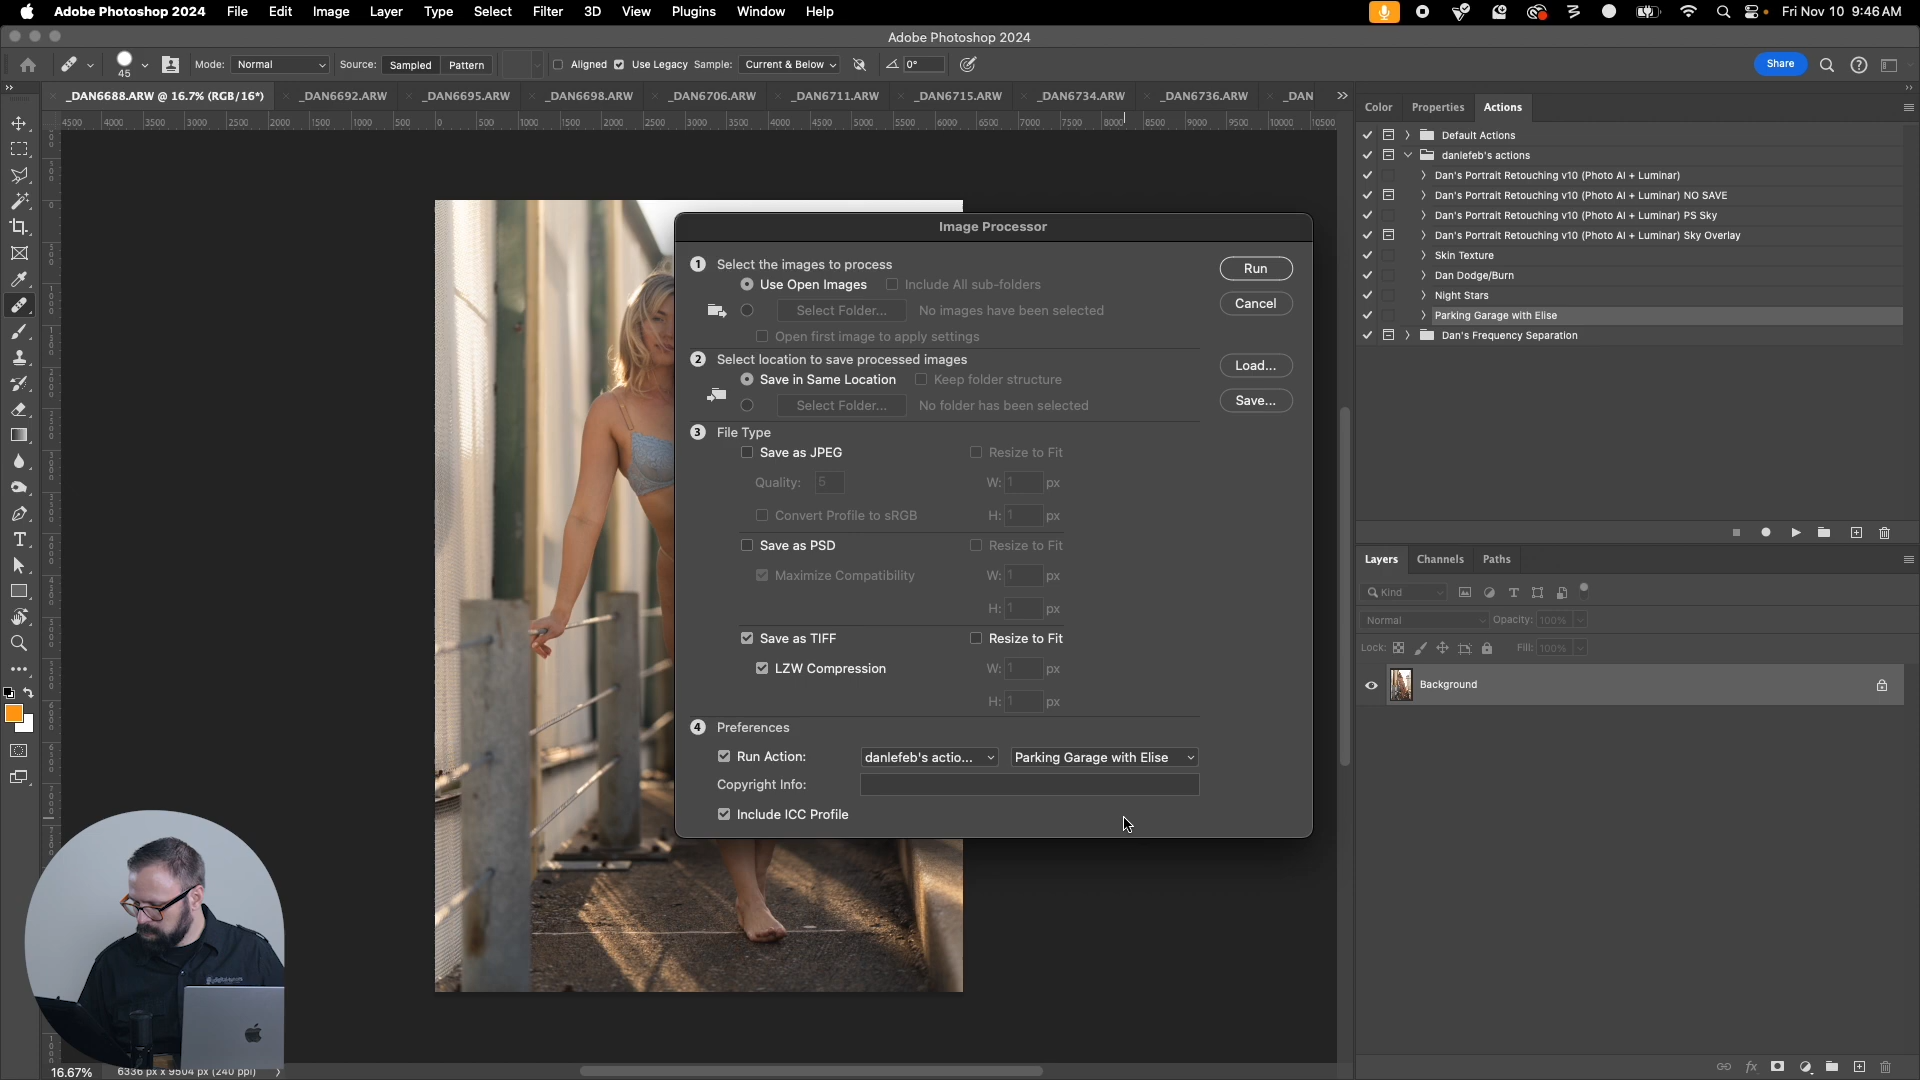 Adobe Photoshop 2024 File Edit Image Layer Type Select Filter 3D View Plugins Window Help
Fri Nov 10 9:46 AM
Adobe Photoshop 2024
45
Mode: Normal
Source: Sampled Pattern
Aligned Use Legacy Sample: Current & Below 0°
Share
_DAN6688.ARW @ 16.7% (RGB/16*) _DAN6692.ARW _DAN6695.ARW _DAN6698.ARW _DAN6706.ARW _DAN6711.ARW _DAN6715.ARW _DAN6734.ARW _DAN6736.ARW _DAN
4500 4000 3500 3000 2500 2000 1500 1000 500 0 500 1000 1500 2000 2500 3000 3500 4000 4500 5000 5500 6000 6500 7000 7500 8000 8500 9000 9500 10000 10500
Color Properties Actions
Default Actions
danlefeb's actions
Dan's Portrait Retouching v10 (Photo AI + Luminar)
Dan's Portrait Retouching v10 (Photo AI + Luminar) NO SAVE
Dan's Portrait Retouching v10 (Photo AI + Luminar) PS Sky
Dan's Portrait Retouching v10 (Photo AI + Luminar) Sky Overlay
Skin Texture
Dan Dodge/Burn
Night Stars
Parking Garage with Elise
Dan's Frequency Separation
Image Processor
1 Select the images to process
Use Open Images Include All sub-folders
Select Folder... No images have been selected
Open first image to apply settings
Run
Cancel
2 Select location to save processed images
Save in Same Location Keep folder structure
Select Folder... No folder has been selected
Load...
Save...
3 File Type
Save as JPEG Resize to Fit
Quality: 5 W: 1 px
Convert Profile to sRGB H: 1 px
Save as PSD Resize to Fit
Maximize Compatibility W: 1 px
H: 1 px
Save as TIFF Resize to Fit
LZW Compression W: 1 px
H: 1 px
4 Preferences
Run Action: danlefeb's actio... Parking Garage with Elise
Copyright Info:
Include ICC Profile
Layers Channels Paths
Kind
Normal Opacity: 100%
Lock: Fill: 100%
Background
16.67% 6336 px x 9504 px (240 ppi)